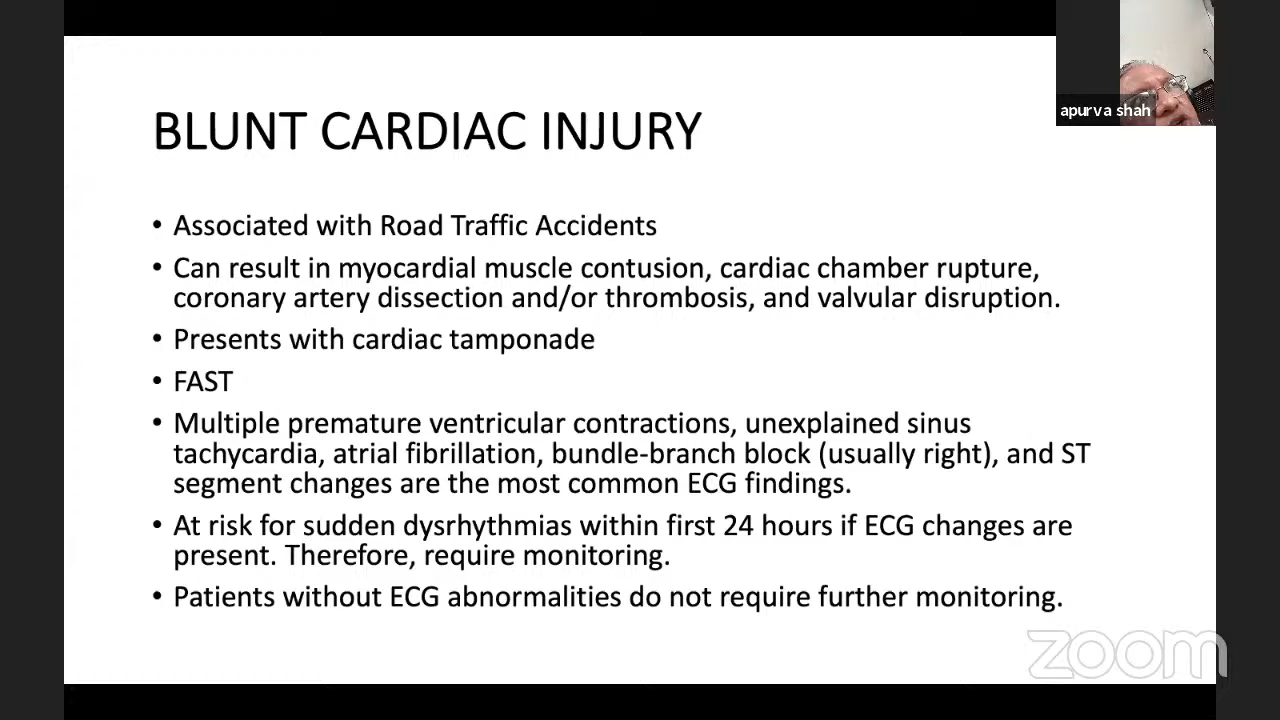 apurva shah
BLUNT CARDIAC INJURY
• Associated with Road Traffic Accidents
• Can result in myocardial muscle contusion, cardiac chamber rupture,
coronary artery dissection and/or thrombosis, and valvular disruption.
• Presents with cardiac tamponade
• FAST
• Multiple premature ventricular contractions, unexplained sinus
tachycardia, atrial fibrillation, bundle-branch block (usually right), and ST
segment changes are the most common ECG findings.
• At risk for sudden dysrhythmias within first 24 hours if ECG changes are
present. Therefore, require monitoring.
• Patients without ECG abnormalities do not require further monitoring.
zoom